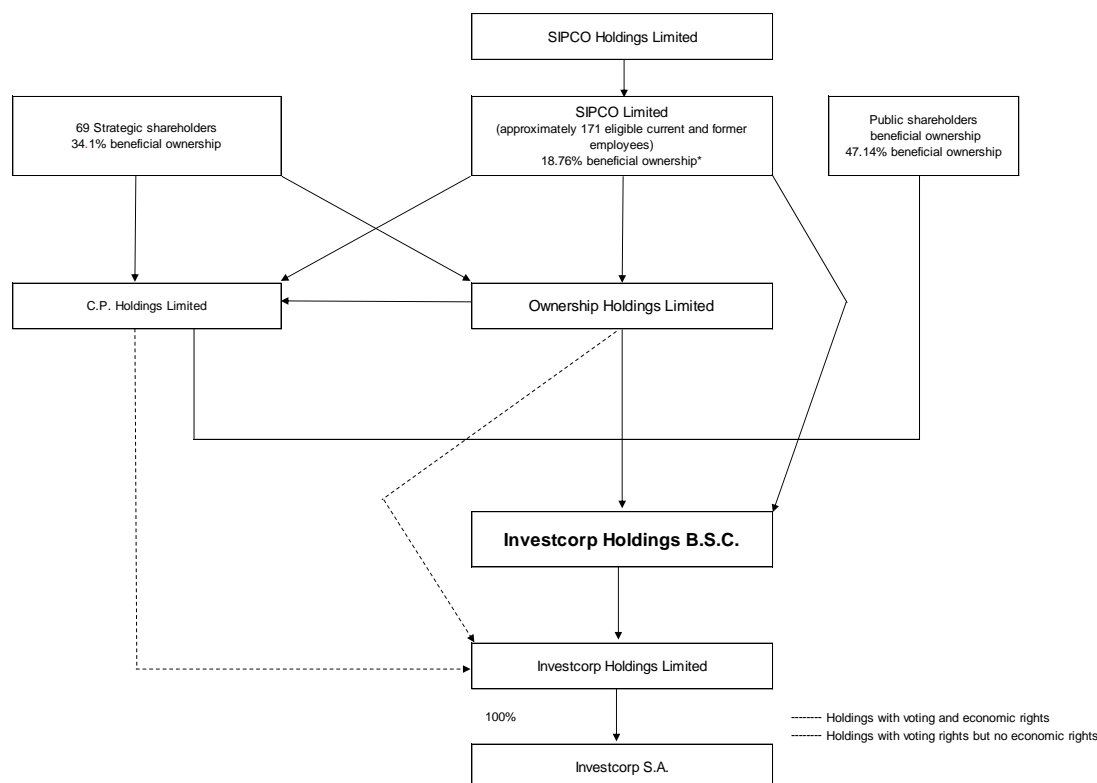 SIPCO Holdings Limited
69 Strategic shareholders
34.1% beneficial ownership
SIPCO Limited
(approximately 171 eligible current and former
employees)
18.76% beneficial ownership*
Public shareholders
beneficial ownership
47.14% beneficial ownership
C.P. Holdings Limited
Ownership Holdings Limited
Investcorp Holdings B.S.C.
Investcorp Holdings Limited
100%
-------- Holdings with voting and economic rights
-------- Holdings with voting rights but no economic rights
Investcorp S.A.